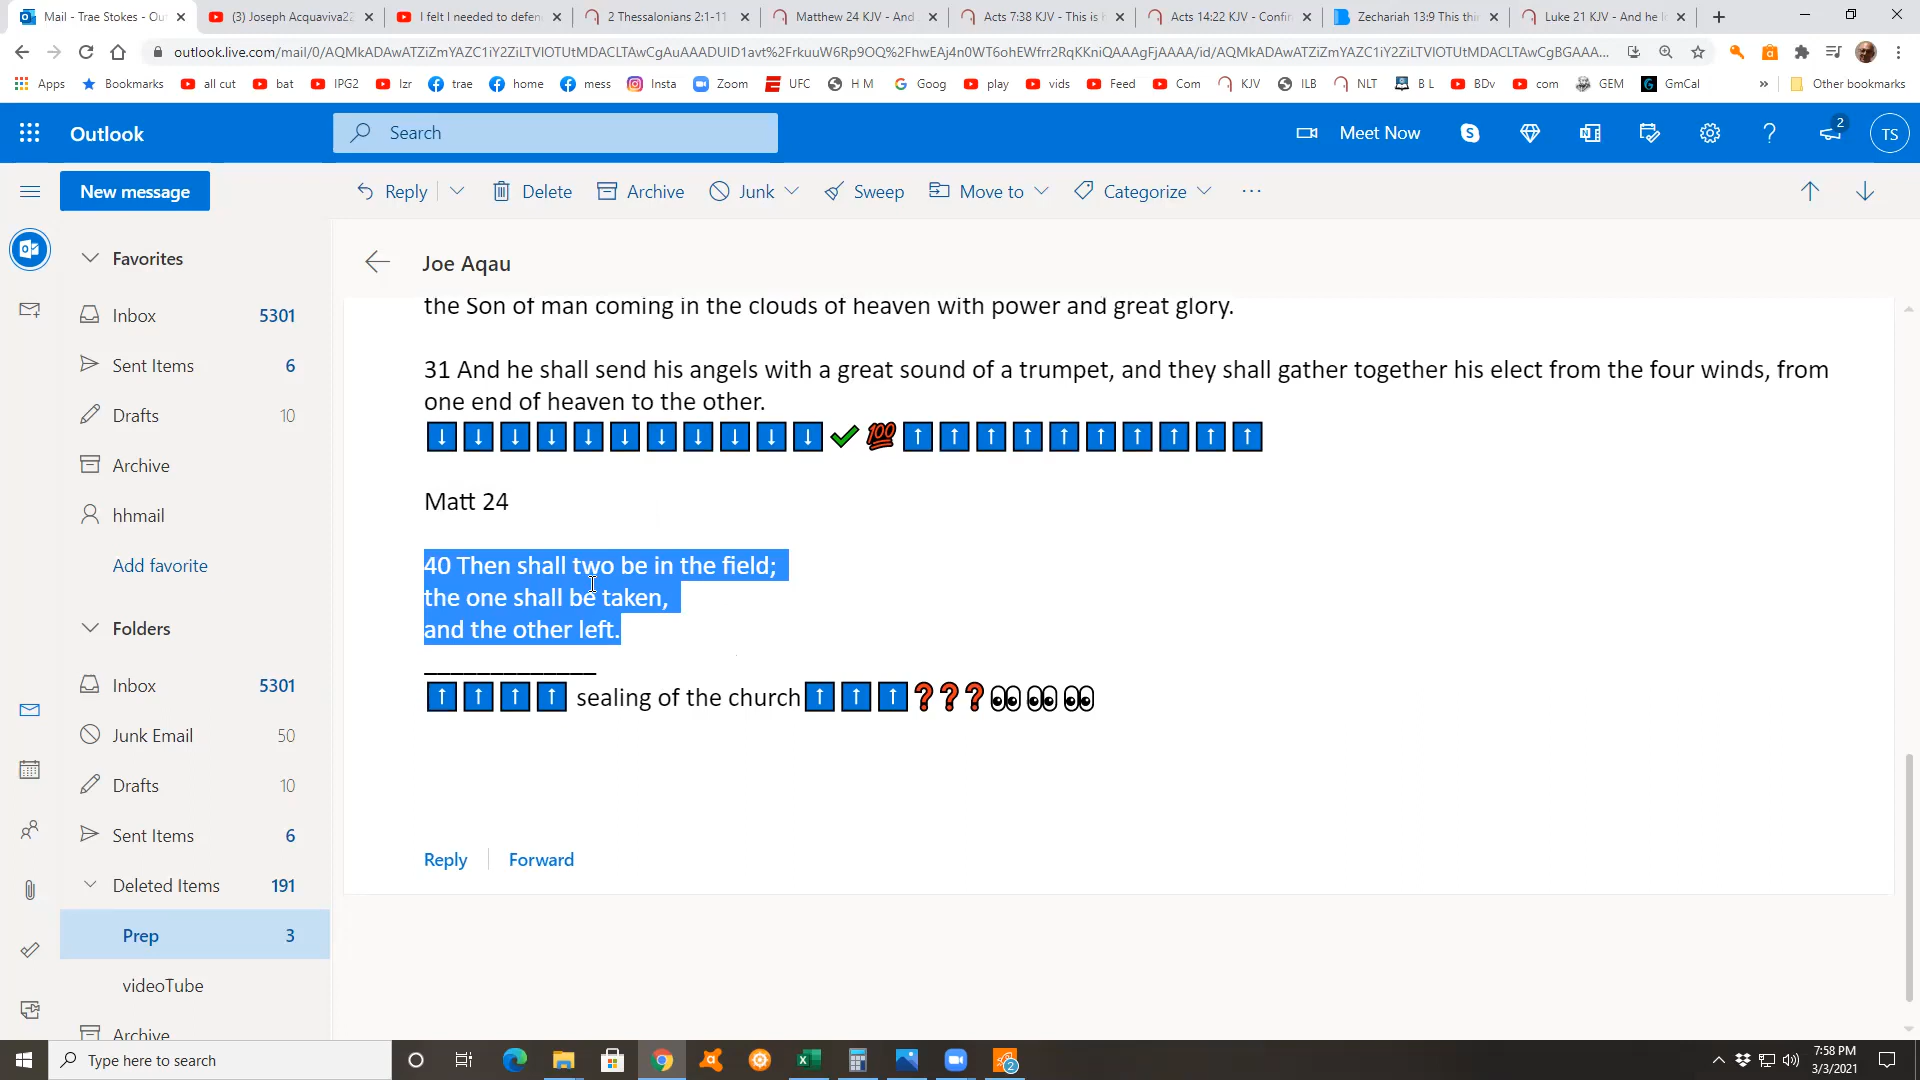 Mail - Trae Stokes - Ou
(3) Joseph Acquaviva22
I felt I needed to defen
2 Thessalonians 2:1-11
Matthew 24 KJV - And
Acts 7:38 KJV - This is
Acts 14:22 KJV - Confir
Zechariah 13:9 This thi
Luke 21 KJV - And he l
outlook.live.com/mail/0/AQMkADAwATZiZmYAZC1iY2ZiLTVlOTUtMDACLTAwCgAuAAADUID1avt%2FrkuuW6Rp9OQ%2FhwEAj4n0WT6ohEWfrr2RqKKniQAAAgFjAAAA/id/AQMkADAwATZiZmYAZC1iY2ZiLTVlOTUtMDACLTAwCgBGAAA...
Apps Bookmarks all cut bat IPG2 Izr trae home mess Insta Zoom UFC H M Goog play vids Feed Com KJV ILB NLT B L BDv com GEM GmCal » Other bookmarks
Outlook
Search
Meet Now
2
TS
New message
Reply
Delete
Archive
Junk
Sweep
Move to
Categorize
...
Favorites
Inbox 5301
Sent Items 6
Drafts 10
Archive
hhmail
Add favorite
Folders
Inbox 5301
Junk Email 50
Drafts 10
Sent Items 6
Deleted Items 191
Prep 3
videoTube
Archive
Joe Aqau
the Son of man coming in the clouds of heaven with power and great glory.
31 And he shall send his angels with a great sound of a trumpet, and they shall gather together his elect from the four winds, from
one end of heaven to the other.
⬇⬇⬇⬇⬇⬇⬇⬇⬇⬇⬇✔💯⬆⬆⬆⬆⬆⬆⬆⬆⬆⬆
Matt 24
40 Then shall two be in the field;
the one shall be taken,
and the other left.
_____________
⬆⬆⬆⬆ sealing of the church⬆⬆⬆❓❓❓👀👀👀
Reply
Forward
Type here to search
2
7:58 PM
3/3/2021